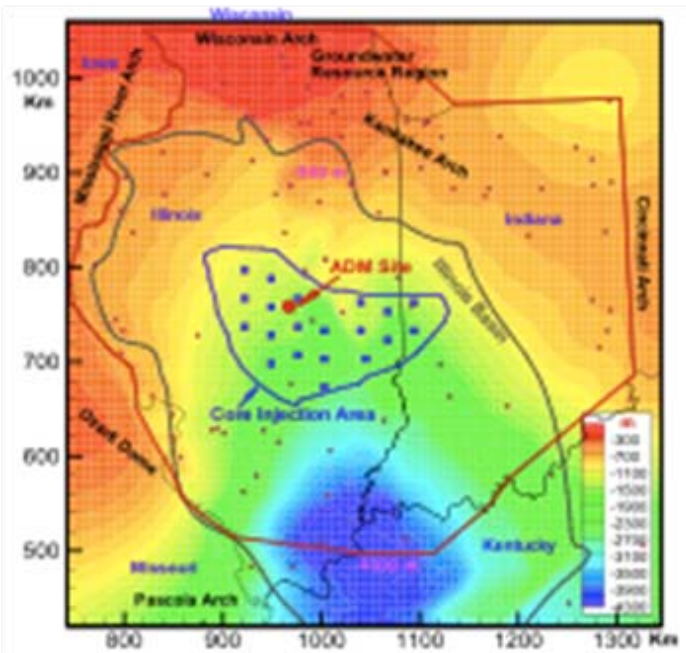 Wisconsin
Wisconsin Arch
Groundwater
Resource Region
Iowa
1000
Km
Mississippi River Arch
Kankakee Arch
900
Illinois
Indiana
Cincinnati Arch
800
ADM Site
Illinois Basin
700
Core Injection Area
Ozark Dome
600
-300
-700
-1100
-1500
-1900
-2300
-2700
-3100
-3500
-3900
500
Kentucky
Missouri
Pascola Arch
800
900
1000
1100
1200
1300 Km